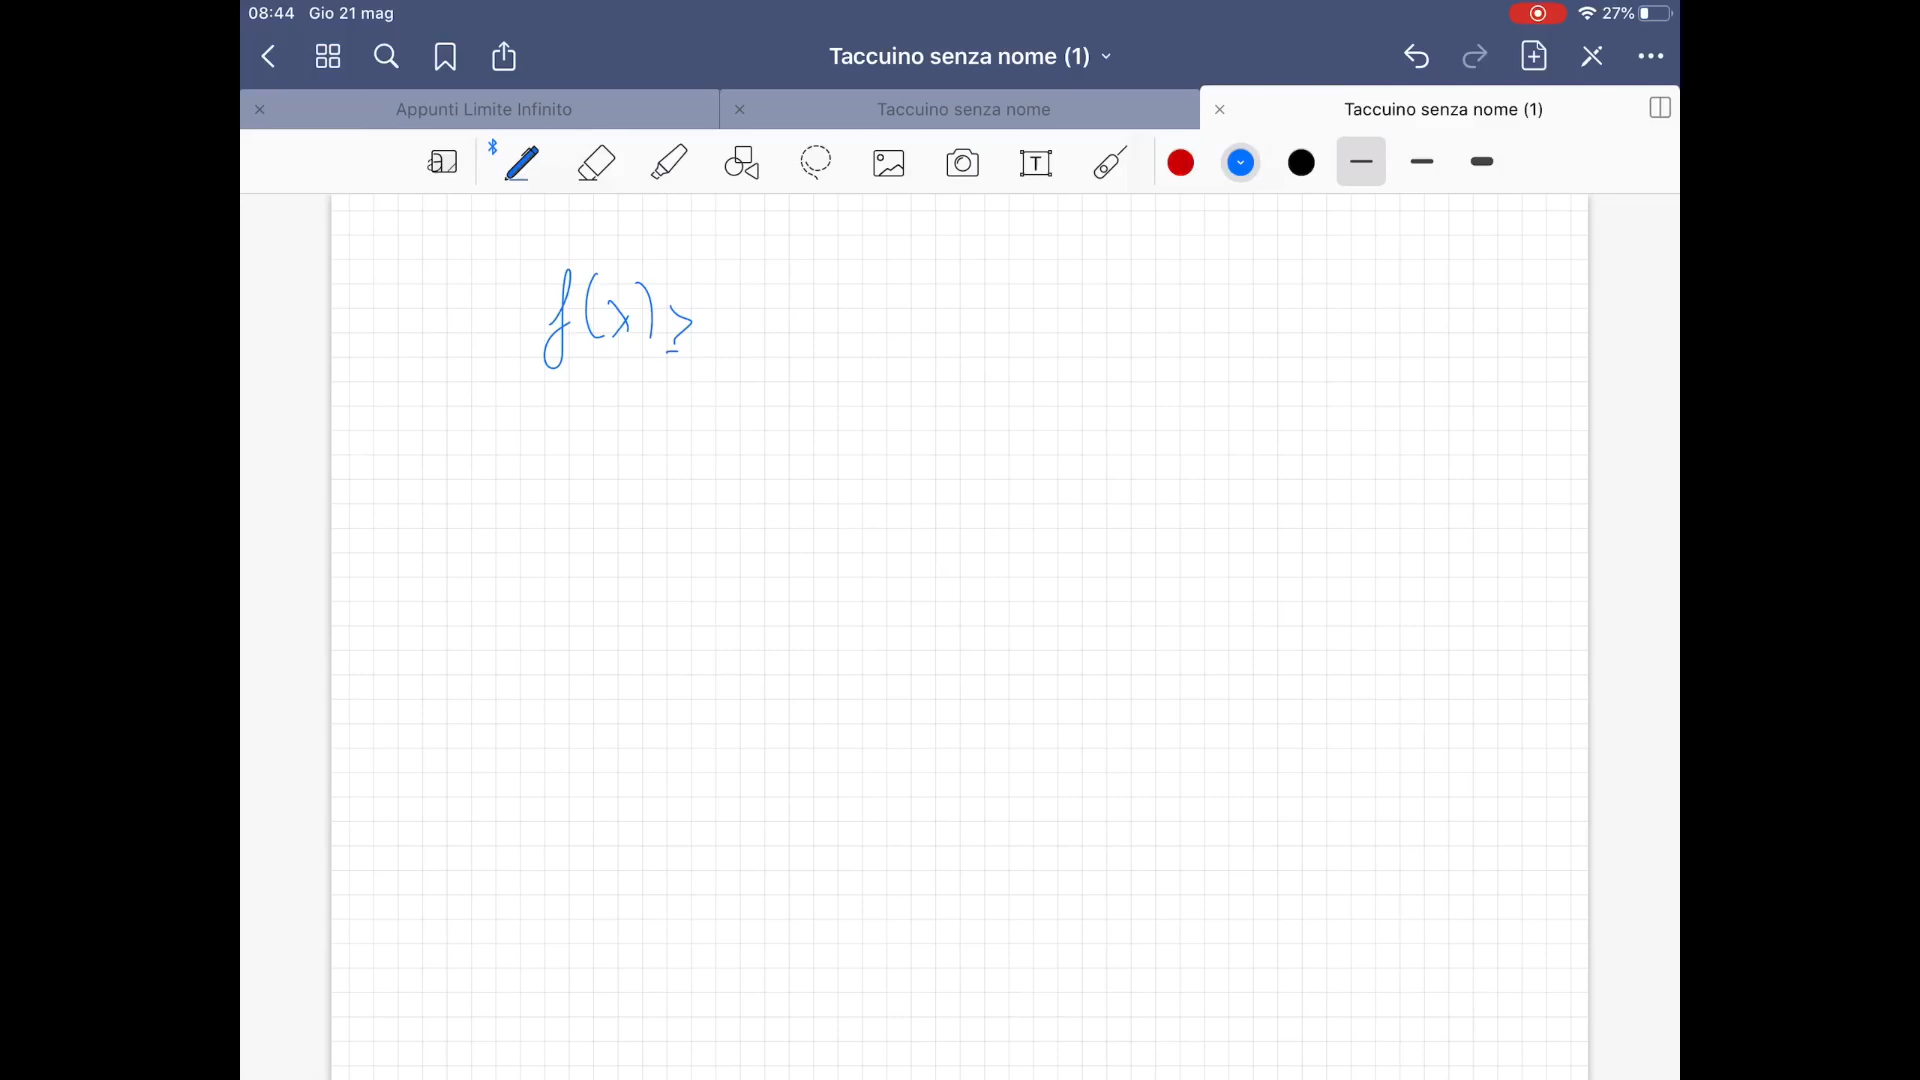 08:44 Gio 21 mag 27%
Taccuino senza nome (1)
Appunti Limite Infinito
Taccuino senza nome
Taccuino senza nome (1)
a T
f(x) ≥